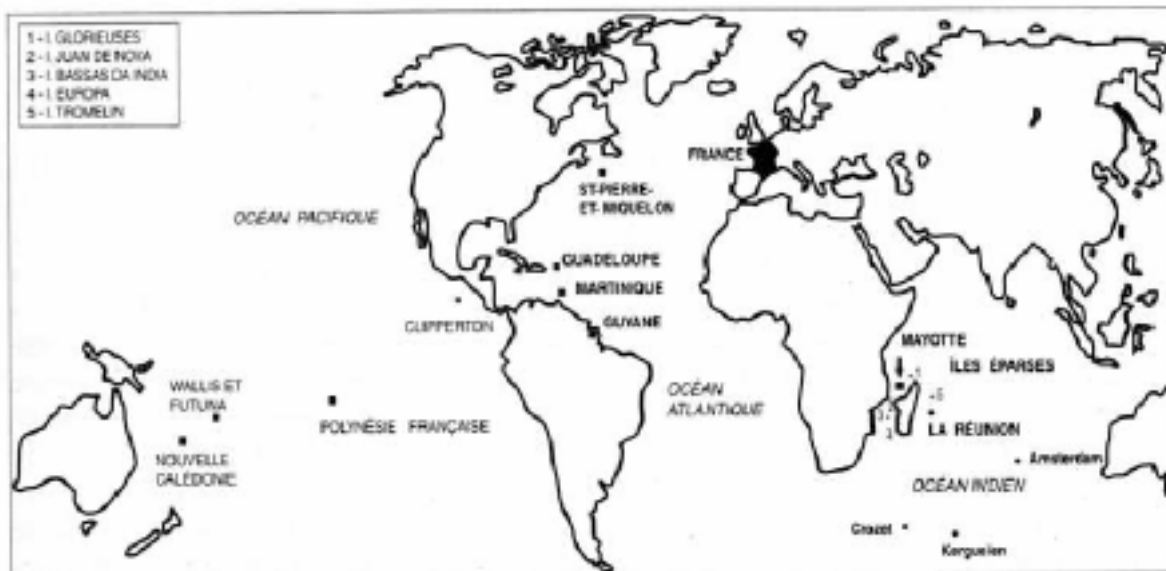 1 - I. GLORIEUSES
2 - I. JUAN DE NOVA
3 - I. BASSAS DA INDIA
4 - I. EUROPA
5 - I. TROMELIN
FRANCE
ST-PIERRE-
ET-MIQUELON
OCÉAN PACIFIQUE
GUADELOUPE
MARTINIQUE
CLIPPERTON
GUYANE
MAYOTTE
ÎLES ÉPARSES
WALLIS ET
FUTUNA
OCÉAN
ATLANTIQUE
POLYNÉSIE FRANÇAISE
LA RÉUNION
NOUVELLE
CALÉDONIE
Amsterdam
OCÉAN INDIEN
Crozet
Kerguelen